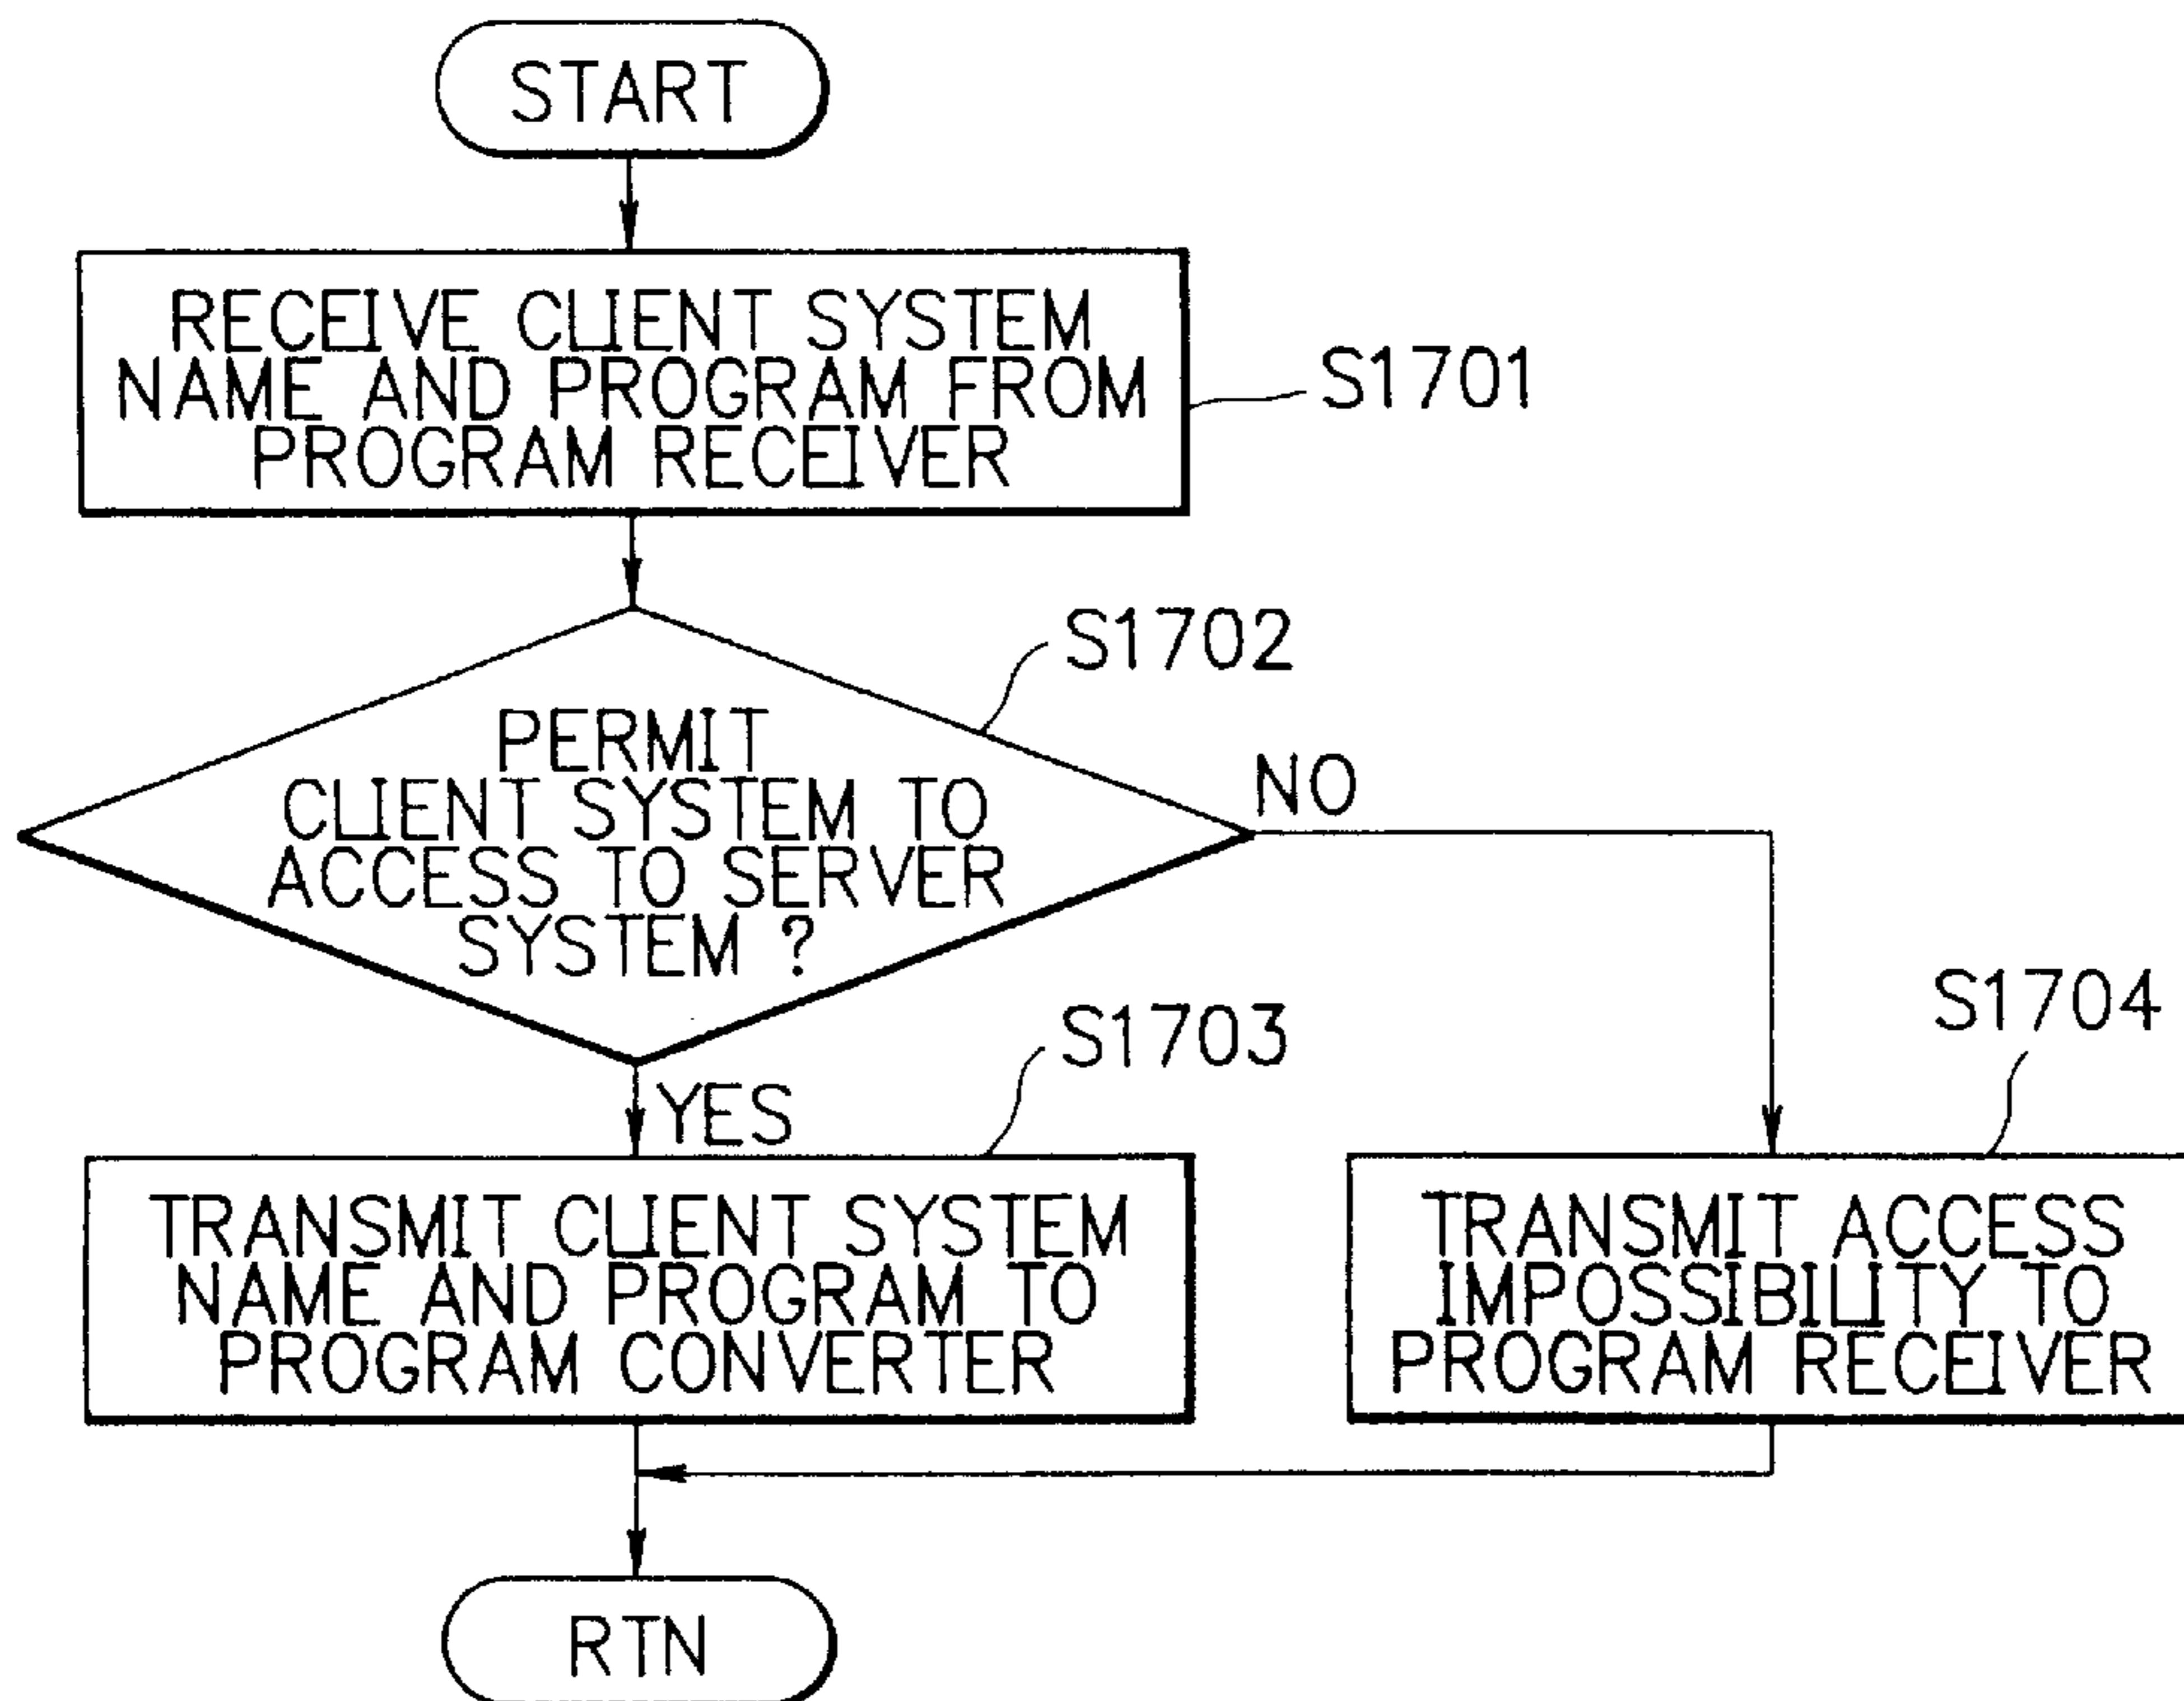 START
RECEIVE CLIENT SYSTEM
NAME AND PROGRAM FROM
PROGRAM RECEIVER
S1701
S1702
PERMIT
CLIENT SYSTEM TO
ACCESS TO SERVER
SYSTEM ?
NO
YES
S1703
TRANSMIT CLIENT SYSTEM
NAME AND PROGRAM TO
PROGRAM CONVERTER
S1704
TRANSMIT ACCESS
IMPOSSIBILITY TO
PROGRAM RECEIVER
RTN